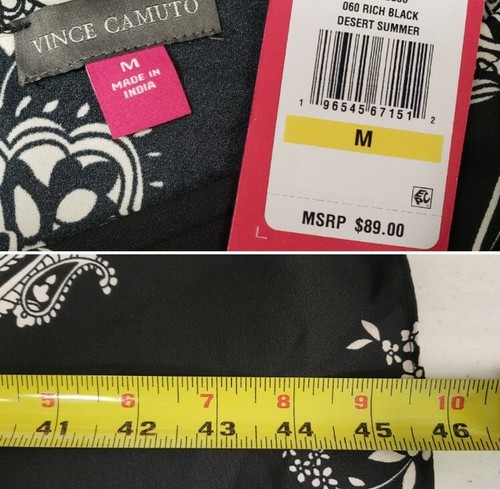 VINCE CAMUTO
M
MADE IN
INDIA
060 RICH BLACK
DESERT SUMMER
1 96545 67151 2
M
MSRP $89.00
5 6 7 8 9 10
41 42 43 44 45 46